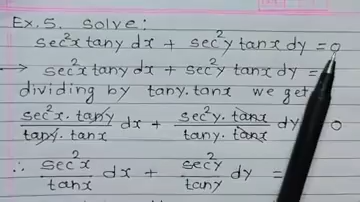 Ex. 5. solve:
sec²x tany dx + sec²y tanx dy = 0
→ sec²x tany dx + sec²y tanx dy =
dividing by tany. tanx we get
sec²x. tany / tany. tanx dx + sec²y. tanx / tany. tanx dy 0
∴ sec²x / tanx dx + sec²y / tany dy =